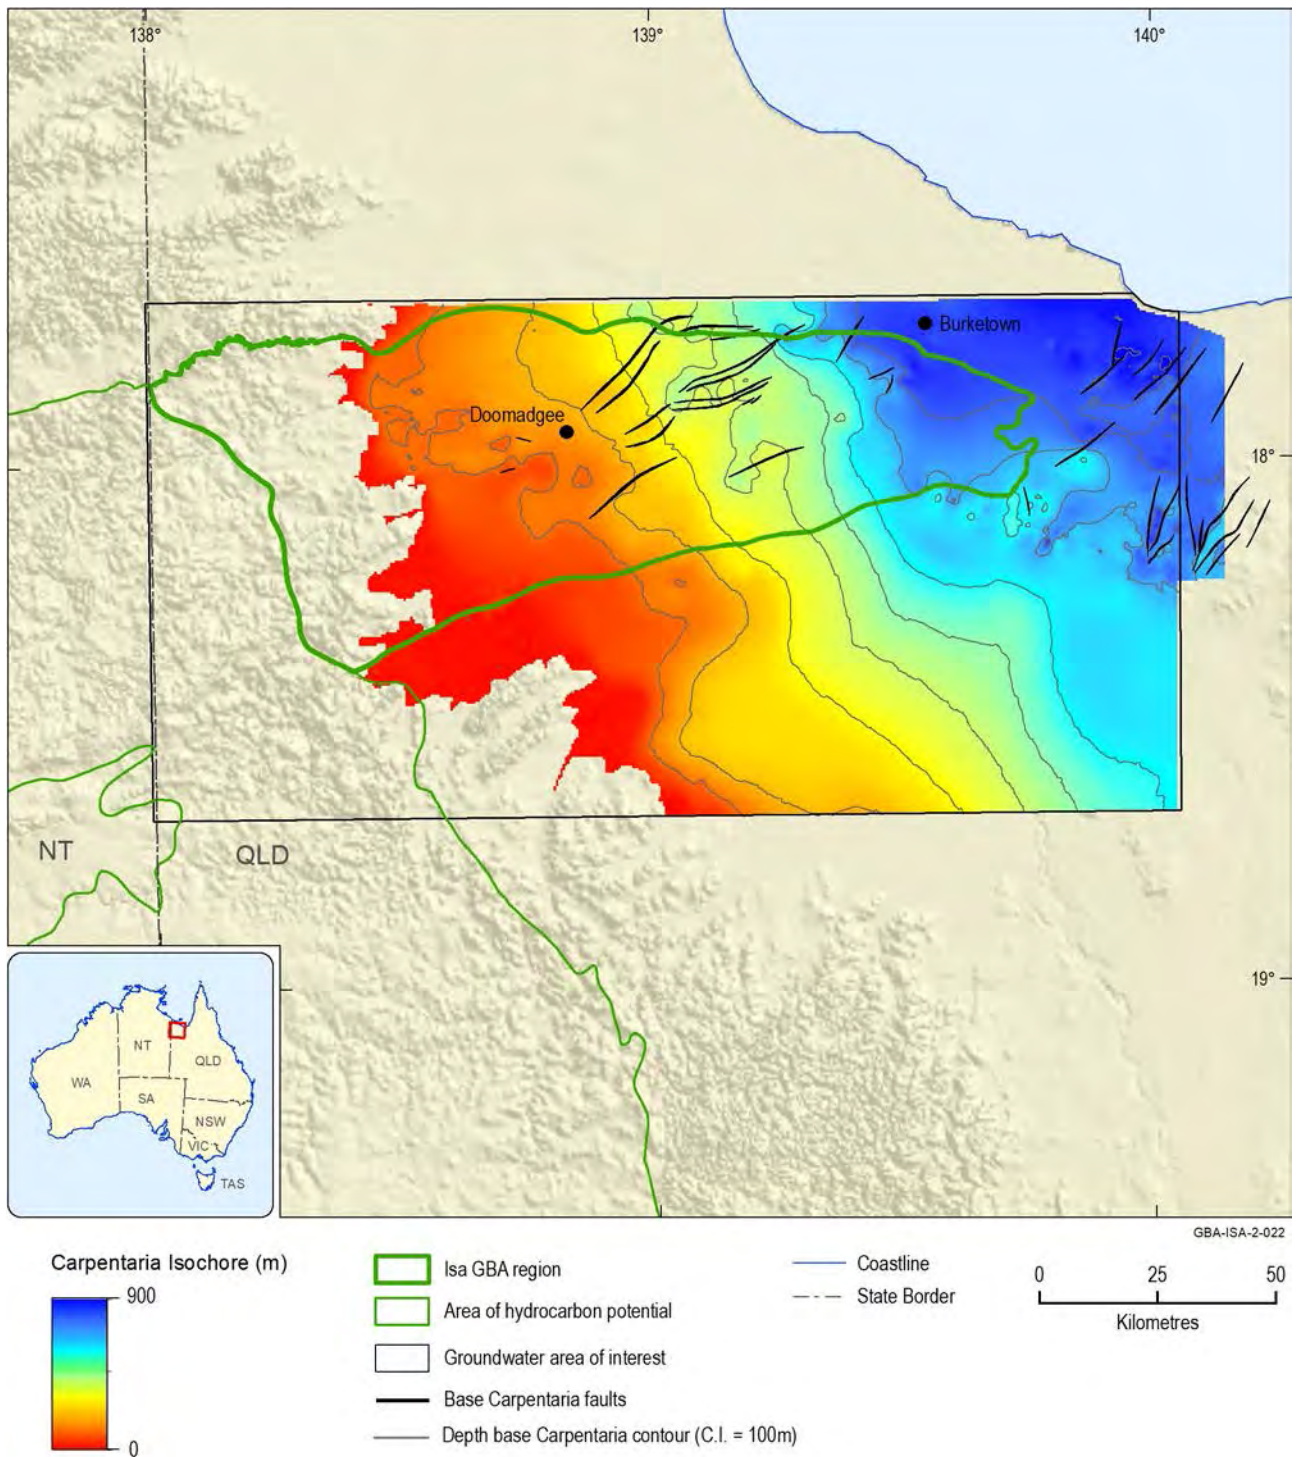 138°
139°
140°
Burketown
Doomadgee
18°
NT
QLD
19°
NT
QLD
WA
SA
NSW
VIC
TAS
GBA-ISA-2-022
Carpentaria Isochore (m)
900
0
Isa GBA region
Area of hydrocarbon potential
Groundwater area of interest
Base Carpentaria faults
Depth base Carpentaria contour (C.I. = 100m)
Coastline
State Border
0 25 50
Kilometres